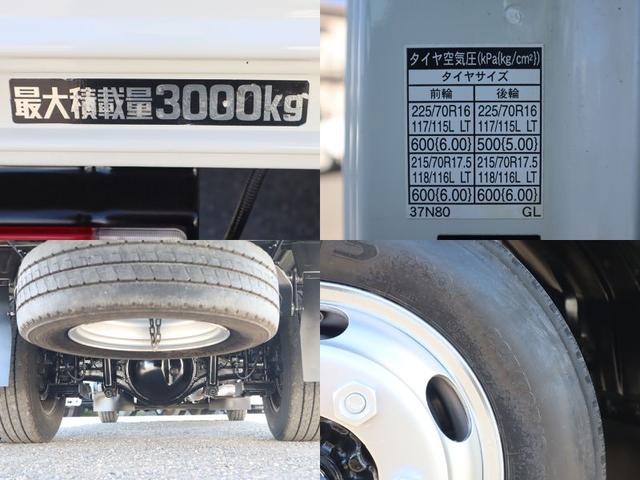 最大積載量3000kg
タイヤ空気圧(kPa{kg/cm²})
タイヤサイズ
前輪 後輪
225/70R16 225/70R16
117/115L LT 117/115L LT
600{6.00} 500{5.00}
215/70R17.5 215/70R17.5
118/116L LT 118/116L LT
600{6.00} 600{6.00}
37N80 GL